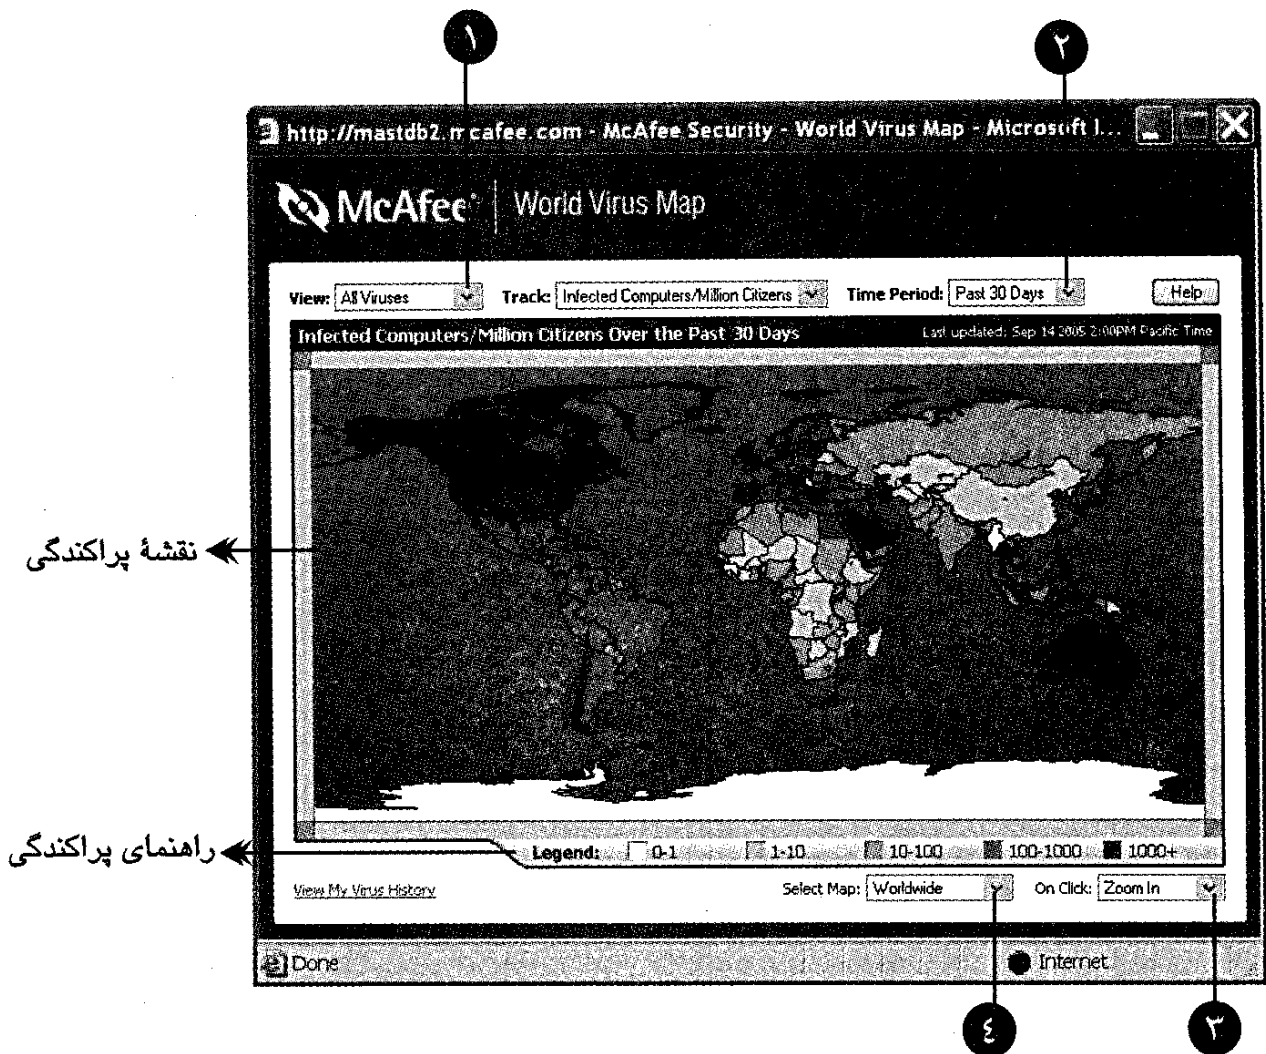 ١
٢
http://mastdb2.mcafee.com - McAfee Security - World Virus Map - Microsoft I...
McAfee | World Virus Map
View: All Viruses Track: Infected Computers/Million Citizens Time Period: Past 30 Days Help
Infected Computers/Million Citizens Over the Past 30 Days Last updated: Sep 14 2005 2:00PM Pacific Time
نقشهٔ پراکندگی
راهنمای پراکندگی
Legend: 0-1 1-10 10-100 100-1000 1000+
View My Virus History Select Map: Worldwide On Click: Zoom In
Done Internet
٤
٣